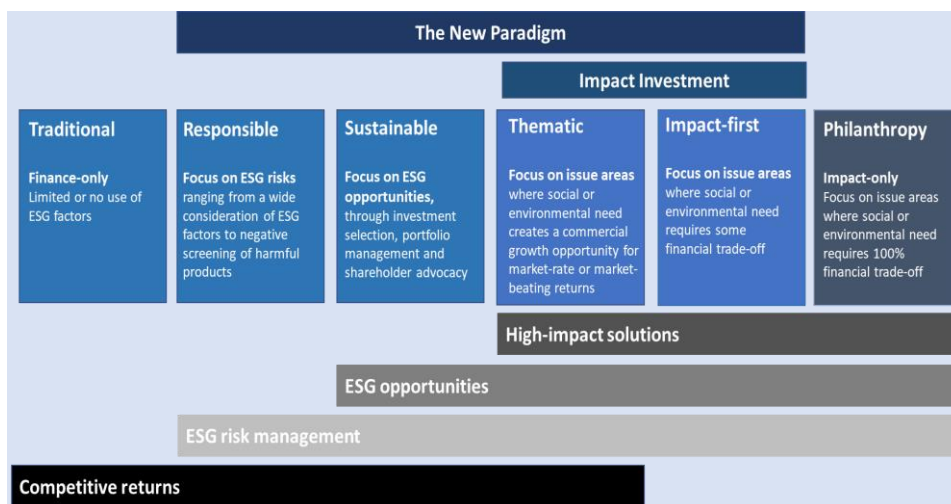 The New Paradigm
Impact Investment
Traditional
Finance-only
Limited or no use of
ESG factors
Responsible
Focus on ESG risks
ranging from a wide
consideration of ESG
factors to negative
screening of harmful
products
Sustainable
Focus on ESG
opportunities,
through investment
selection, portfolio
management and
shareholder advocacy
Thematic
Focus on issue areas
where social or
environmental need
creates a commercial
growth opportunity for
market-rate or market-
beating returns
Impact-first
Focus on issue areas
where social or
environmental need
requires some
financial trade-off
Philanthropy
Impact-only
Focus on issue areas
where social or
environmental need
requires 100%
financial trade-off
High-impact solutions
ESG opportunities
ESG risk management
Competitive returns